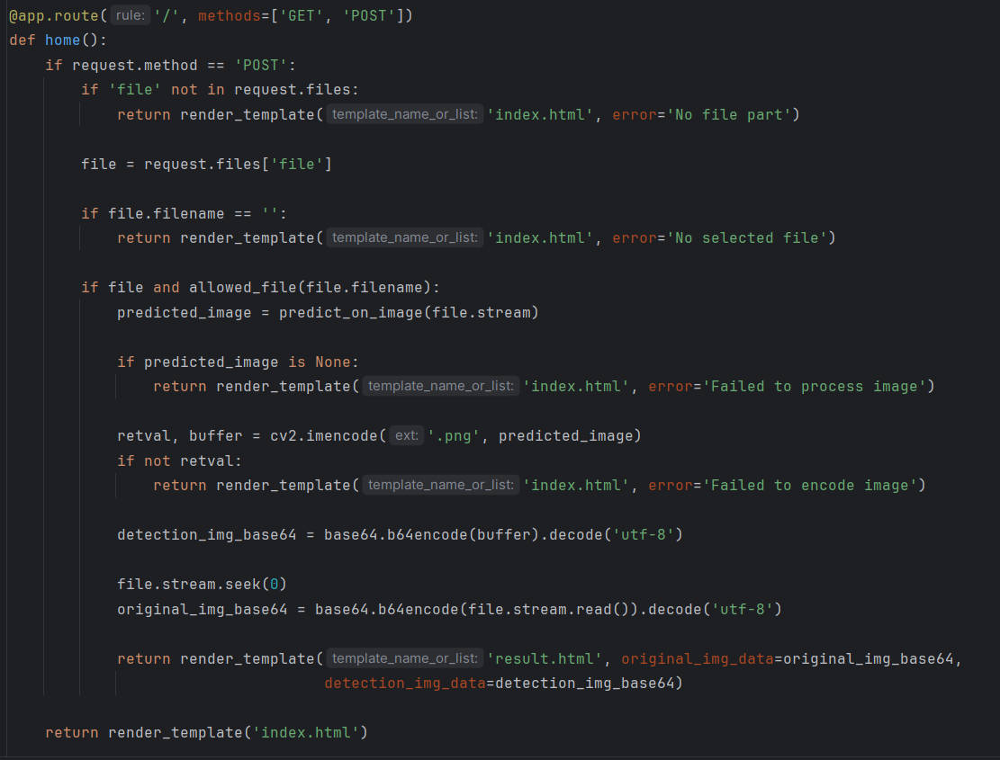 @app.route( rule: '/', methods=['GET', 'POST'])
def home():
    if request.method == 'POST':
        if 'file' not in request.files:
            return render_template( template_name_or_list: 'index.html', error='No file part')

        file = request.files['file']

        if file.filename == '':
            return render_template( template_name_or_list: 'index.html', error='No selected file')

        if file and allowed_file(file.filename):
            predicted_image = predict_on_image(file.stream)

            if predicted_image is None:
                return render_template( template_name_or_list: 'index.html', error='Failed to process image')

            retval, buffer = cv2.imencode( ext: '.png', predicted_image)
            if not retval:
                return render_template( template_name_or_list: 'index.html', error='Failed to encode image')

            detection_img_base64 = base64.b64encode(buffer).decode('utf-8')

            file.stream.seek(0)
            original_img_base64 = base64.b64encode(file.stream.read()).decode('utf-8')

            return render_template( template_name_or_list: 'result.html', original_img_data=original_img_base64,
                                   detection_img_data=detection_img_base64)

    return render_template('index.html')